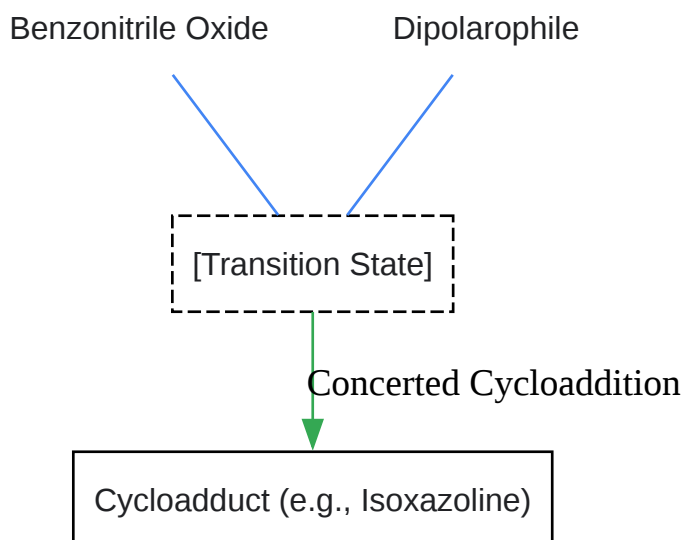 Benzonitrile Oxide
Dipolarophile
[Transition State]
Concerted Cycloaddition
Cycloadduct (e.g., Isoxazoline)